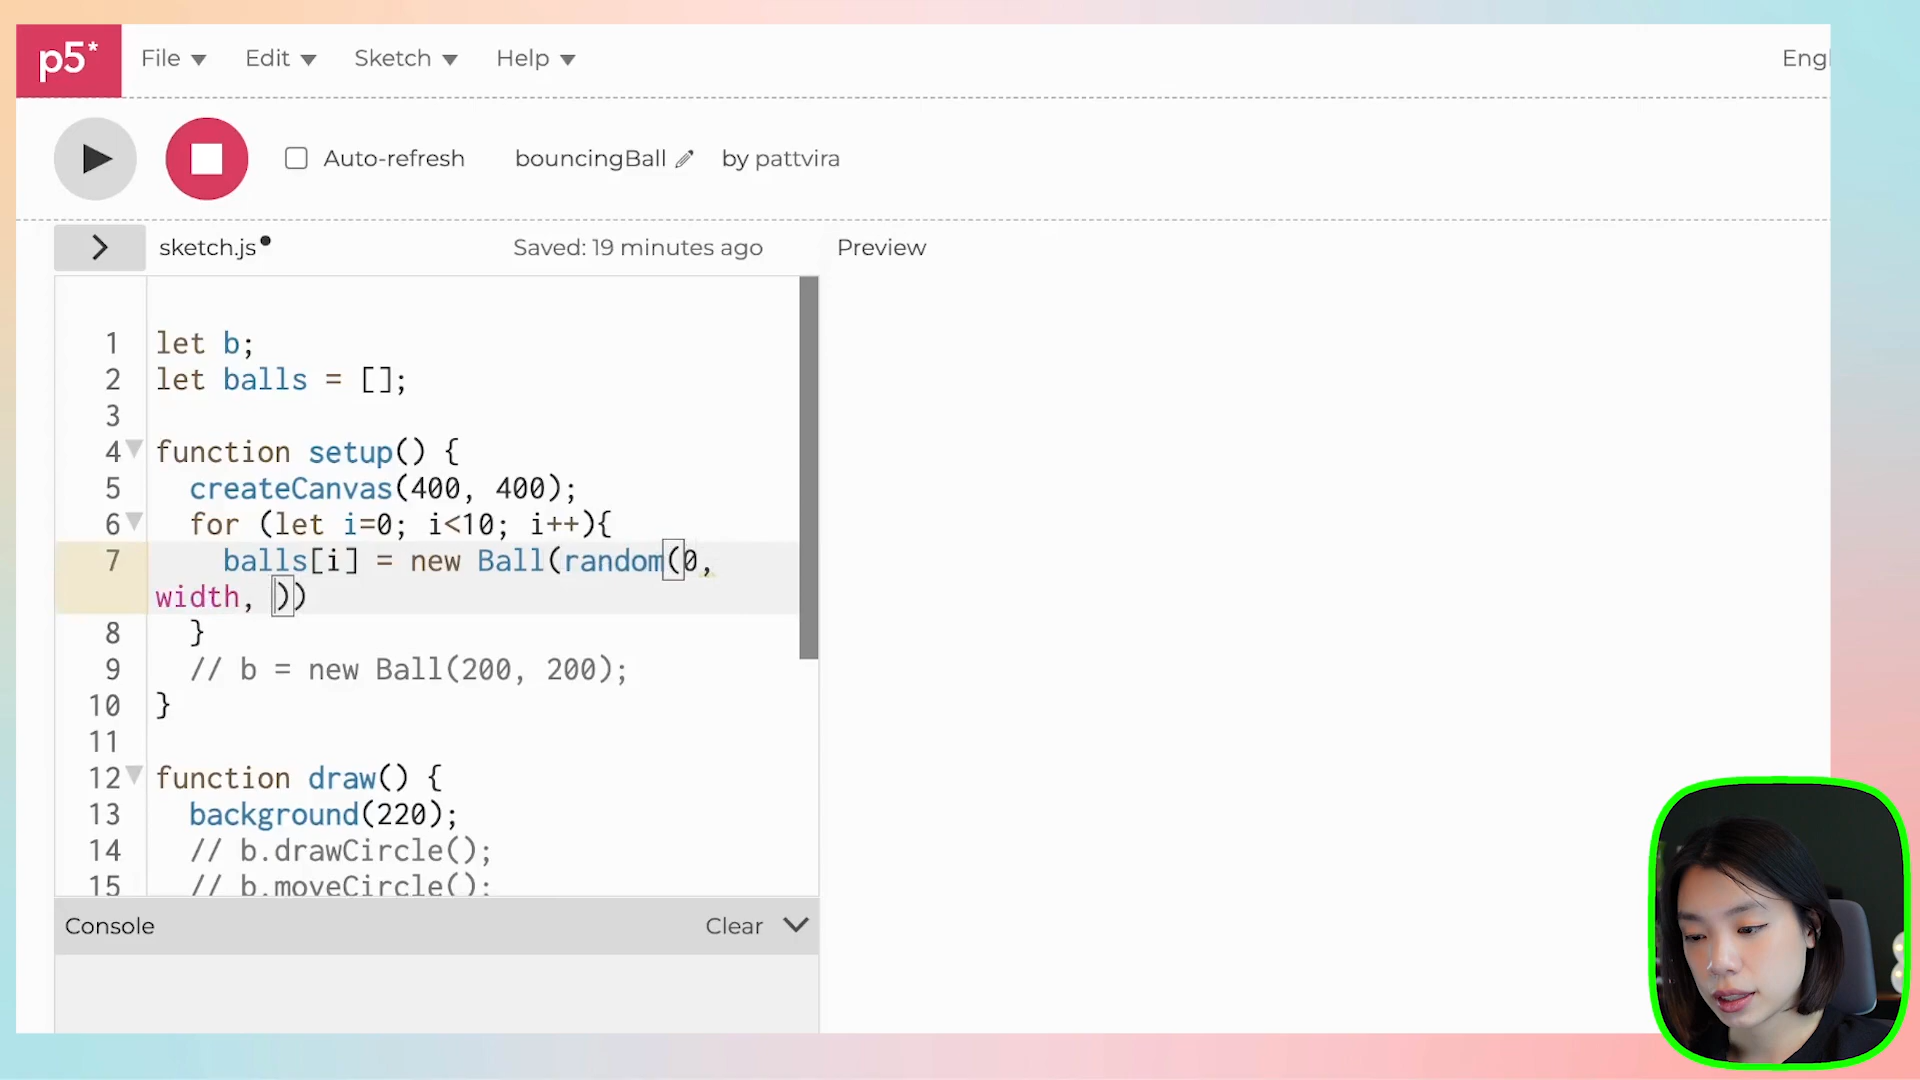 p5* File Edit Sketch Help Engl
Auto-refresh bouncingBall by pattvira
sketch.js Saved: 19 minutes ago Preview
1 let b;
2 let balls = [];
3
4 function setup() {
5 createCanvas(400, 400);
6 for (let i=0; i<10; i++){
7 balls[i] = new Ball(random(0,
width, ))
8 }
9 // b = new Ball(200, 200);
10 }
11
12 function draw() {
13 background(220);
14 // b.drawCircle();
15 // b.moveCircle();
Console Clear